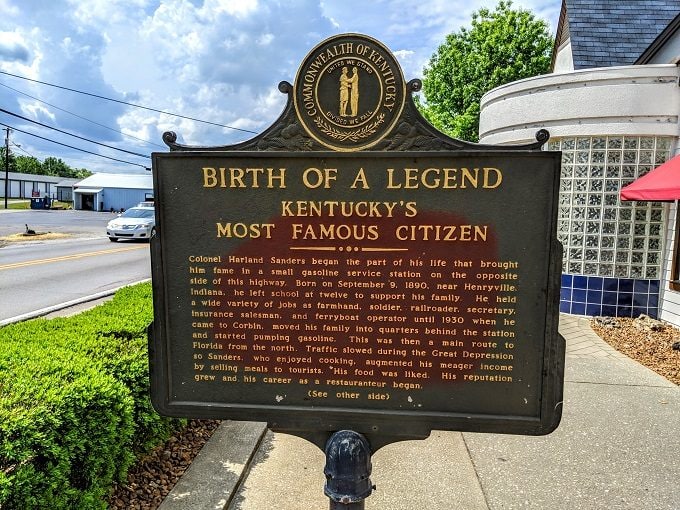 COMMONWEALTH OF KENTUCKY
UNITED WE STAND
DIVIDED WE FALL
BIRTH OF A LEGEND
KENTUCKY'S
MOST FAMOUS CITIZEN
Colonel Harland Sanders began the part of his life that brought
him fame in a small gasoline service station on the opposite
side of this highway. Born on September 9, 1890, near Henryville,
Indiana, he left school at twelve to support his family. He held
a wide variety of jobs as farmhand, soldier, railroader, secretary,
insurance salesman, and ferryboat operator until 1930 when he
came to Corbin, moved his family into quarters behind the station
and started pumping gasoline. This was then a main route to
Florida from the north. Traffic slowed during the Great Depression
so Sanders, who enjoyed cooking, augmented his meager income
by selling meals to tourists. His food was liked. His reputation
grew and his career as a restauranteur began.
(See other side)